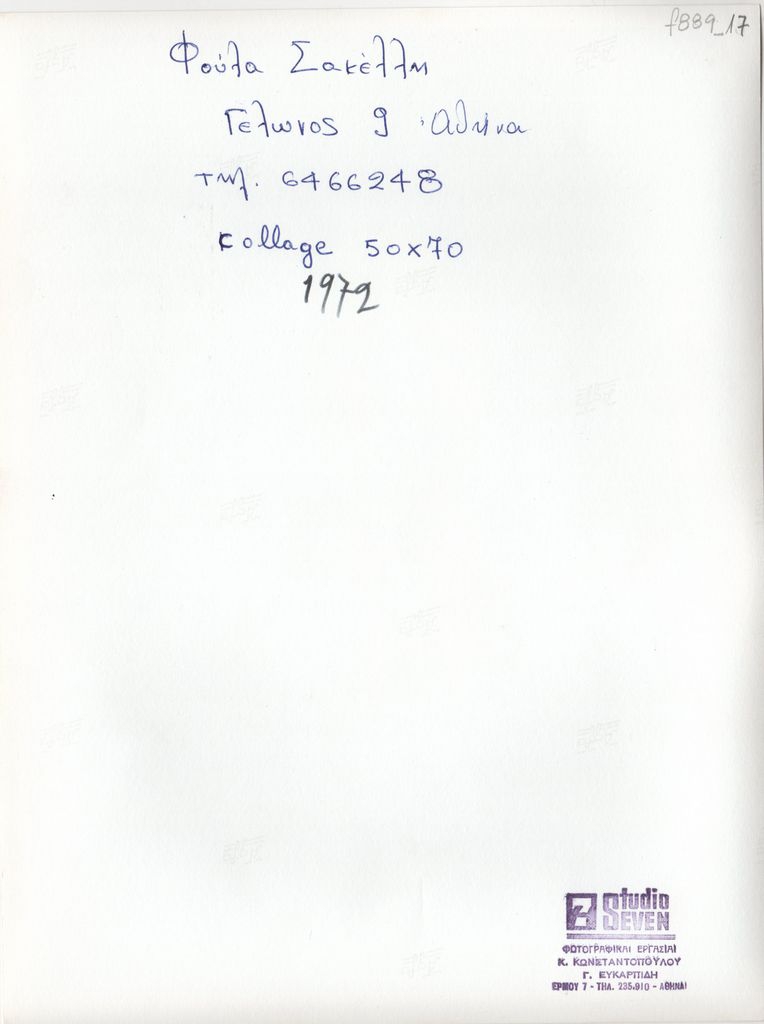 f889_17
Φούλα Σακέλλη
Γέλωνος 9 Αθήνα
τηλ. 6466248
collage 50x70
1972
Studio
SEVEN
ΦΩΤΟΓΡΑΦΙΚΑΙ ΕΡΓΑΣΙΑΙ
Κ. ΚΩΝΣΤΑΝΤΟΠΟΥΛΟΥ
Γ. ΕΥΚΑΡΠΙΔΗ
ΕΡΜΟΥ 7 - ΤΗΛ. 235.910 - ΑΘΗΝΑΙ